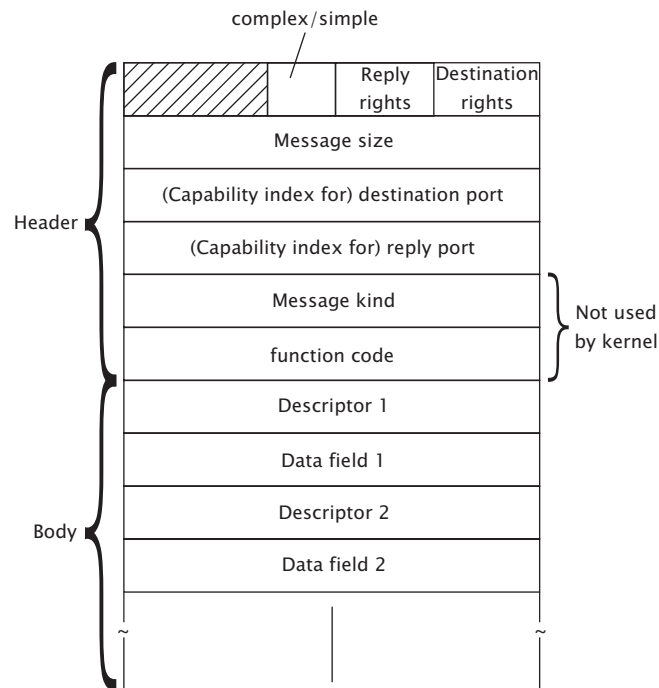 complex/simple
Reply
rights
Destination
rights
Message size
(Capability index for) destination port
Header
(Capability index for) reply port
Message kind
Not used
by kernel
function code
Descriptor 1
Data field 1
Descriptor 2
Body
Data field 2
~ ~